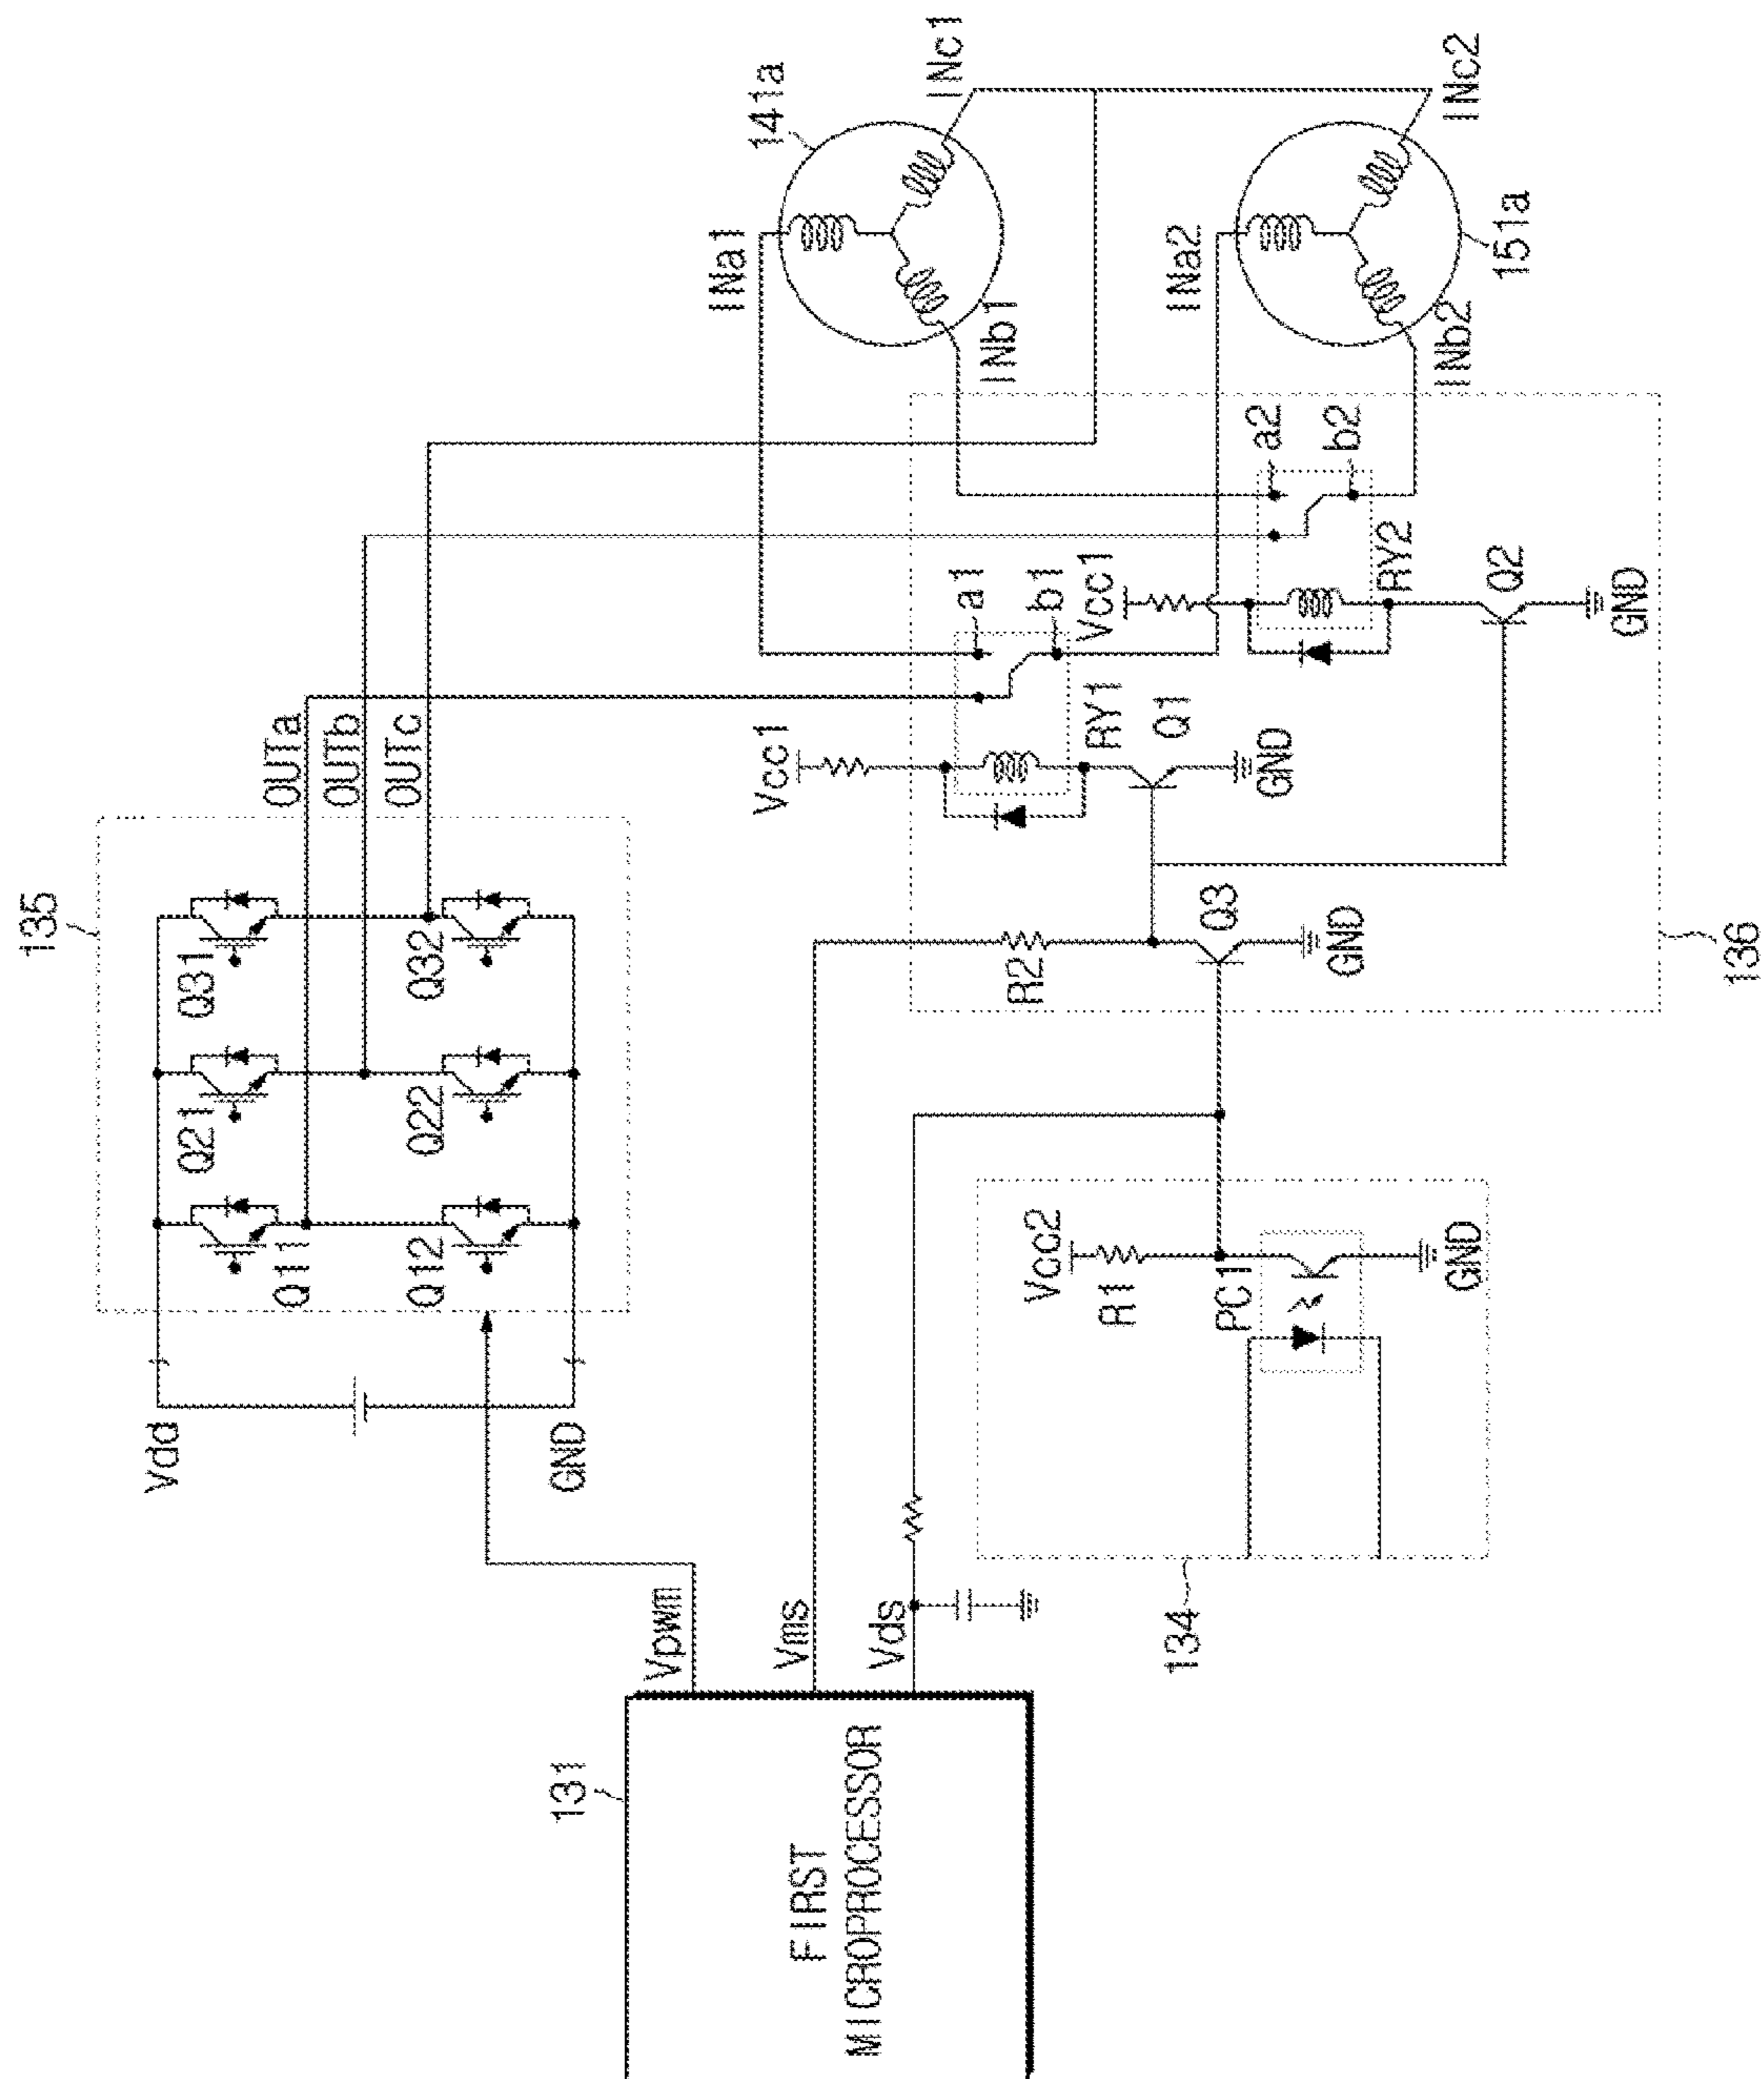 135
Vdd
GND
Q11
Q12
Q21
Q22
Q31
Q32
OUTa
OUTb
OUTc
141a
INa1
INb1
INc1
INa2
INb2
INc2
151a
131
FIRST
MICROPROCESSOR
Vpwm
Vms
Vds
134
Vcc2
R1
PC1
GND
R2
Q3
GND
Vcc1
a1
b1
RY1
Q1
GND
Vcc1
a2
b2
RY2
Q2
GND
136